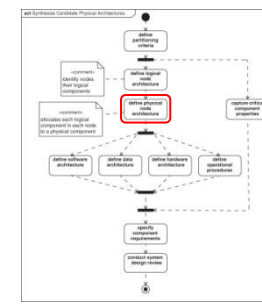 act Synthesize Candidate Physical Architectures
define
partitioning
criteria
«comment»
identify nodes
their logical
components
define logical
node
architecture
«comment»
allocates each logical
component in each node
to a physical component
define physical
node
architecture
capture critic
component
properties
define software
architecture
define data
architecture
define hardware
architecture
define
operational
procedures
specify
component
requirements
conduct system
design review